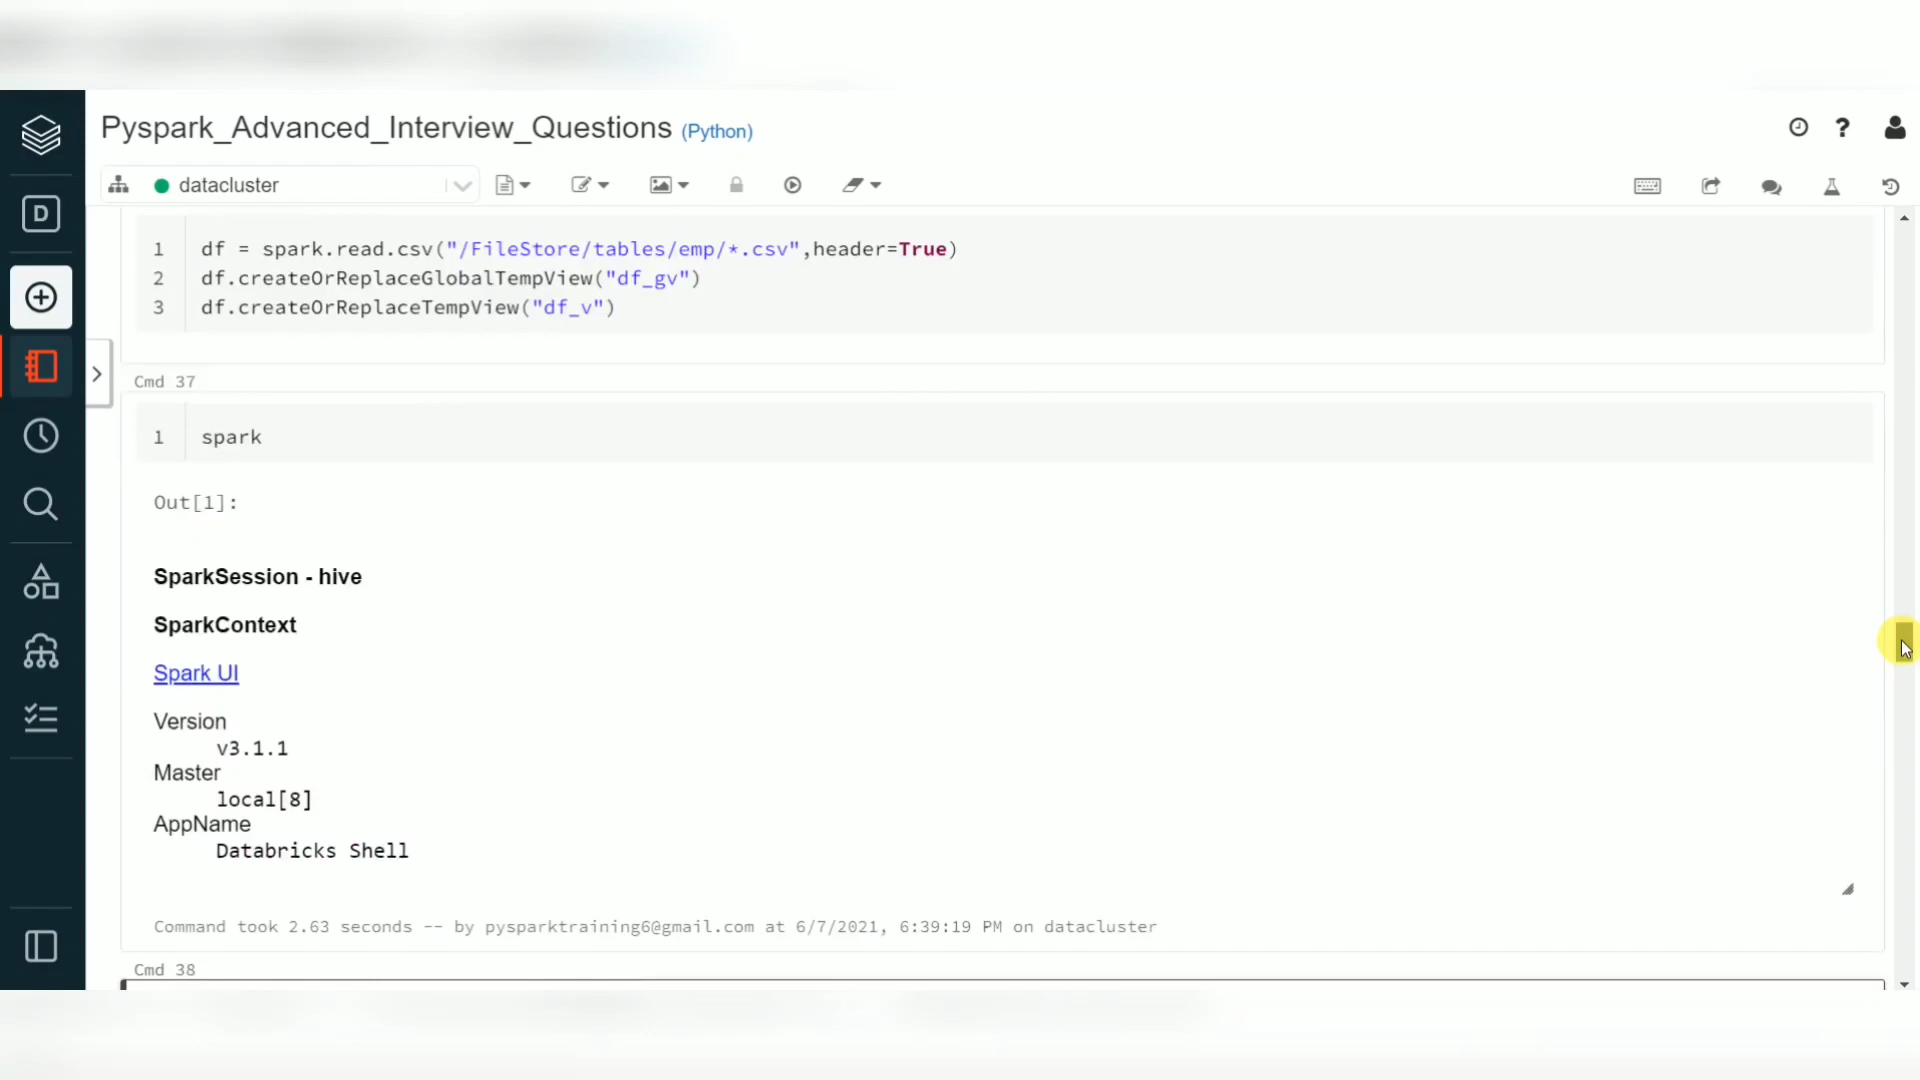 Pyspark_Advanced_Interview_Questions (Python)
datacluster
D
1 df = spark.read.csv("/FileStore/tables/emp/*.csv",header=True)
2 df.createOrReplaceGlobalTempView("df_gv")
3 df.createOrReplaceTempView("df_v")
Cmd 37
1 spark
Out[1]:
SparkSession - hive
SparkContext
Spark UI
Version
v3.1.1
Master
local[8]
AppName
Databricks Shell
Command took 2.63 seconds -- by pysparktraining6@gmail.com at 6/7/2021, 6:39:19 PM on datacluster
Cmd 38